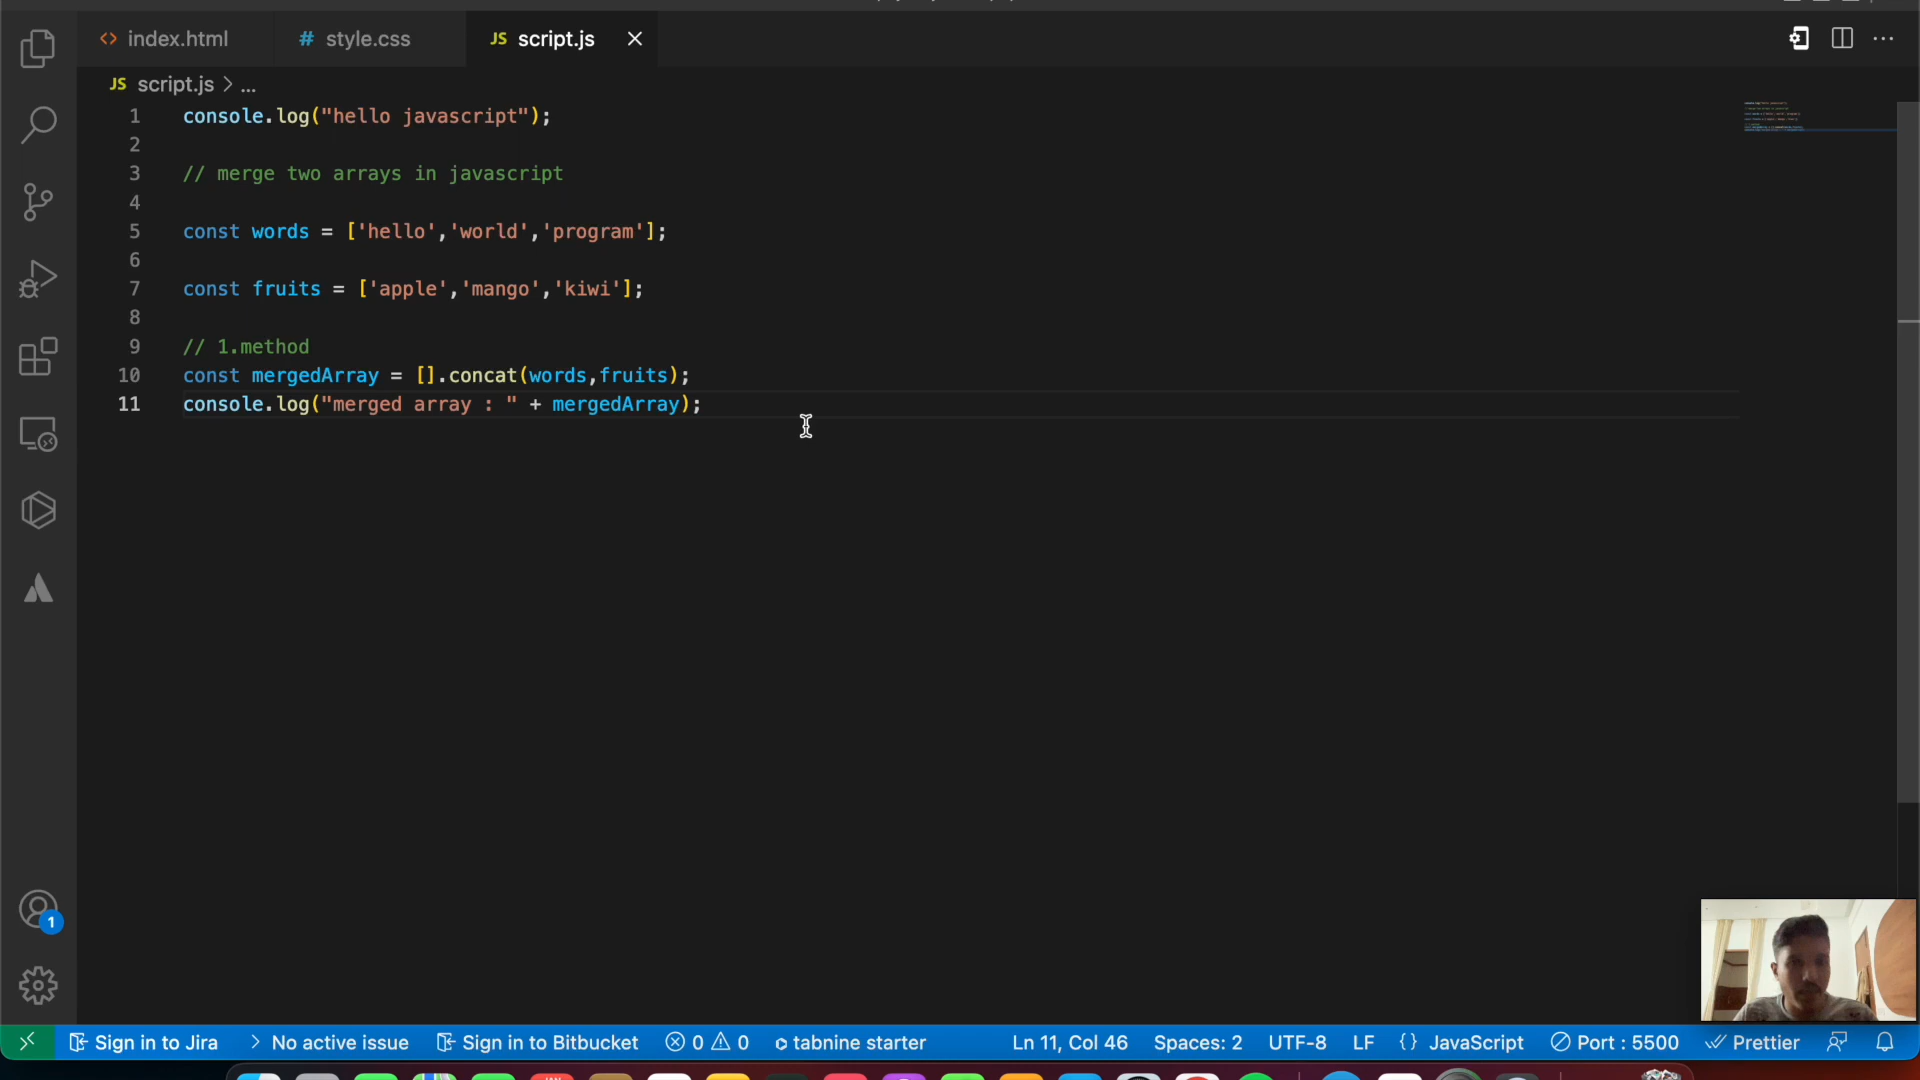 <> index.html # style.css JS script.js
JS script.js > ...
1 console.log("hello javascript");
2
3 // merge two arrays in javascript
4
5 const words = ['hello','world','program'];
6
7 const fruits = ['apple','mango','kiwi'];
8
9 // 1.method
10 const mergedArray = [].concat(words,fruits);
11 console.log("merged array : " + mergedArray);
1
Sign in to Jira > No active issue Sign in to Bitbucket 0 0 tabnine starter Ln 11, Col 46 Spaces: 2 UTF-8 LF {} JavaScript Port : 5500 Prettier